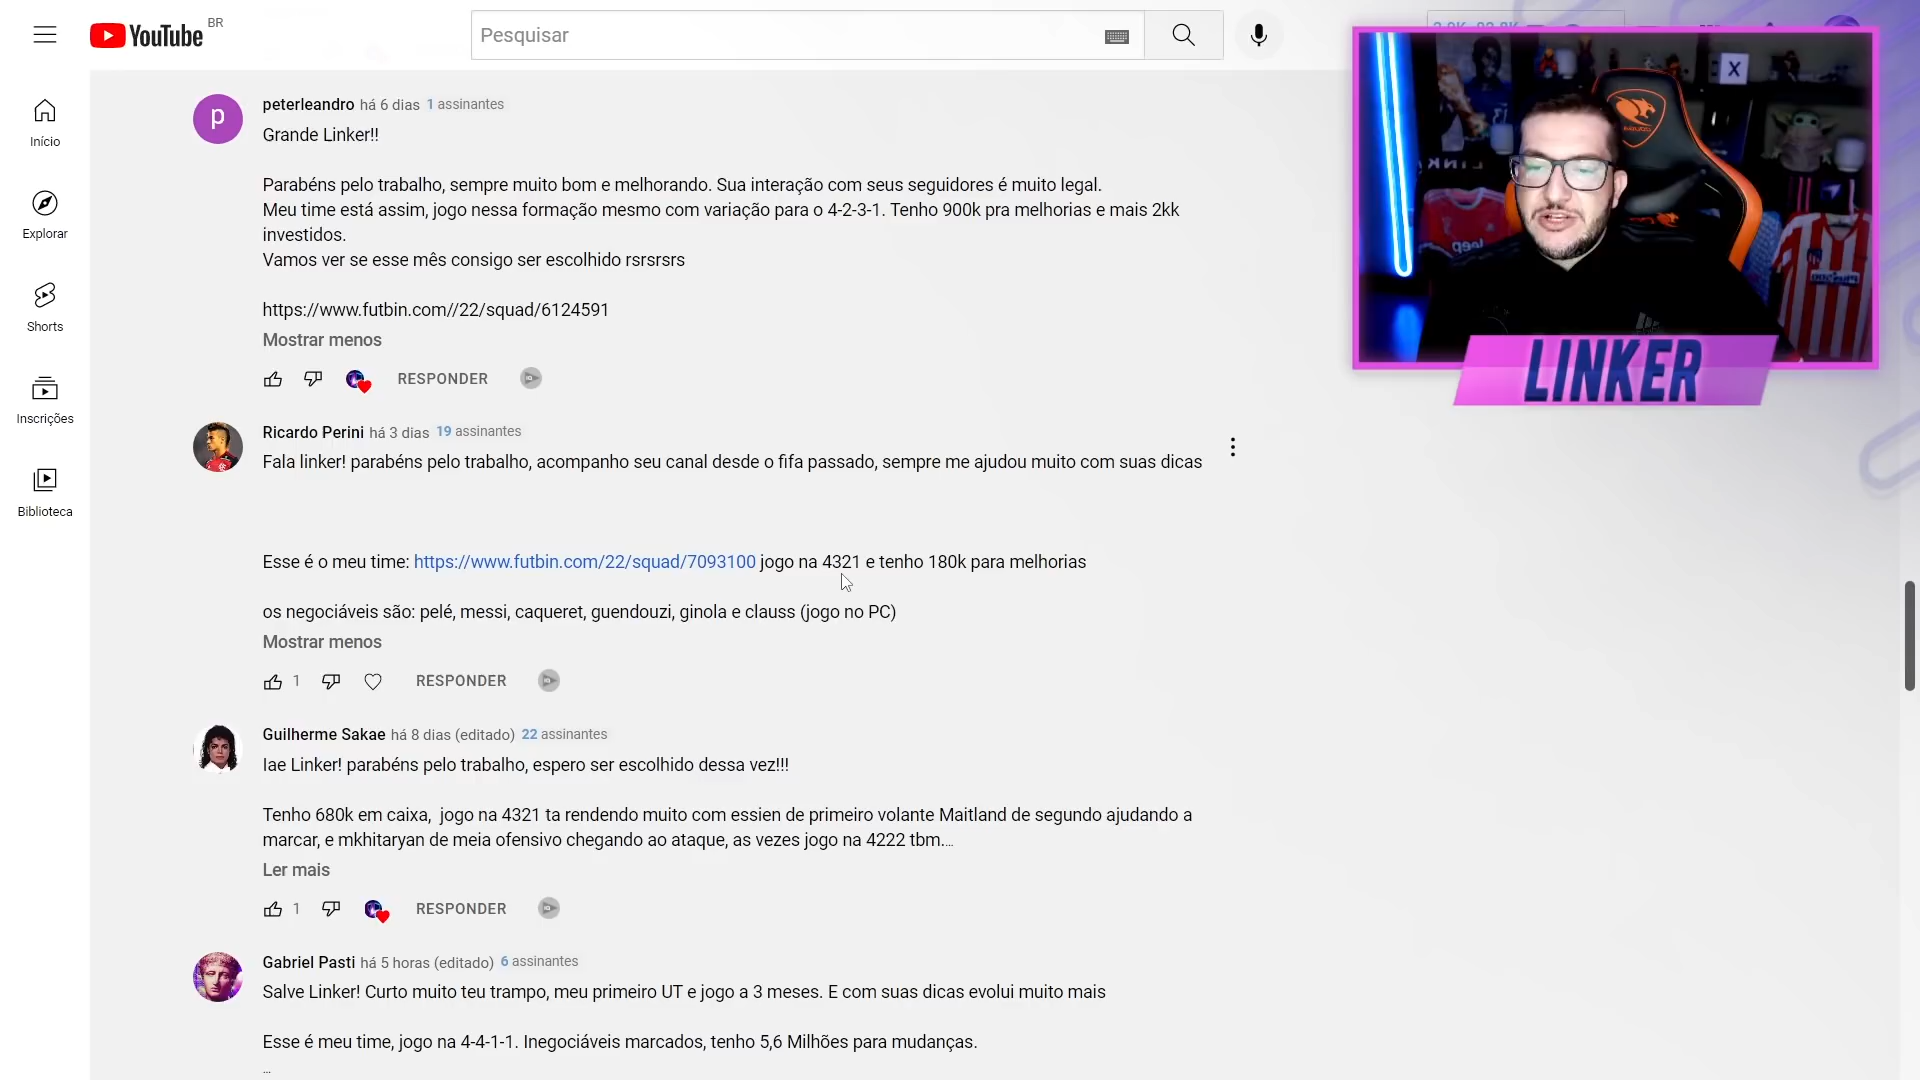 YouTube BR
Pesquisar
Início
Explorar
Shorts
Inscrições
Biblioteca
p
peterleandro há 6 dias 1 assinantes
Grande Linker!!
Parabéns pelo trabalho, sempre muito bom e melhorando. Sua interação com seus seguidores é muito legal.
Meu time está assim, jogo nessa formação mesmo com variação para o 4-2-3-1. Tenho 900k pra melhorias e mais 2kk
investidos.
Vamos ver se esse mês consigo ser escolhido rsrsrsrs
https://www.futbin.com//22/squad/6124591
Mostrar menos
RESPONDER
Ricardo Perini há 3 dias 19 assinantes
Fala linker! parabéns pelo trabalho, acompanho seu canal desde o fifa passado, sempre me ajudou muito com suas dicas
Esse é o meu time: https://www.futbin.com/22/squad/7093100 jogo na 4321 e tenho 180k para melhorias
os negociáveis são: pelé, messi, caqueret, guendouzi, ginola e clauss (jogo no PC)
Mostrar menos
1 RESPONDER
Guilherme Sakae há 8 dias (editado) 22 assinantes
Iae Linker! parabéns pelo trabalho, espero ser escolhido dessa vez!!!
Tenho 680k em caixa,  jogo na 4321 ta rendendo muito com essien de primeiro volante Maitland de segundo ajudando a
marcar, e mkhitaryan de meia ofensivo chegando ao ataque, as vezes jogo na 4222 tbm...
Ler mais
1 RESPONDER
Gabriel Pasti há 5 horas (editado) 6 assinantes
Salve Linker! Curto muito teu trampo, meu primeiro UT e jogo a 3 meses. E com suas dicas evolui muito mais
Esse é meu time, jogo na 4-4-1-1. Inegociáveis marcados, tenho 5,6 Milhões para mudanças.
...
X
Jeep
LINKER